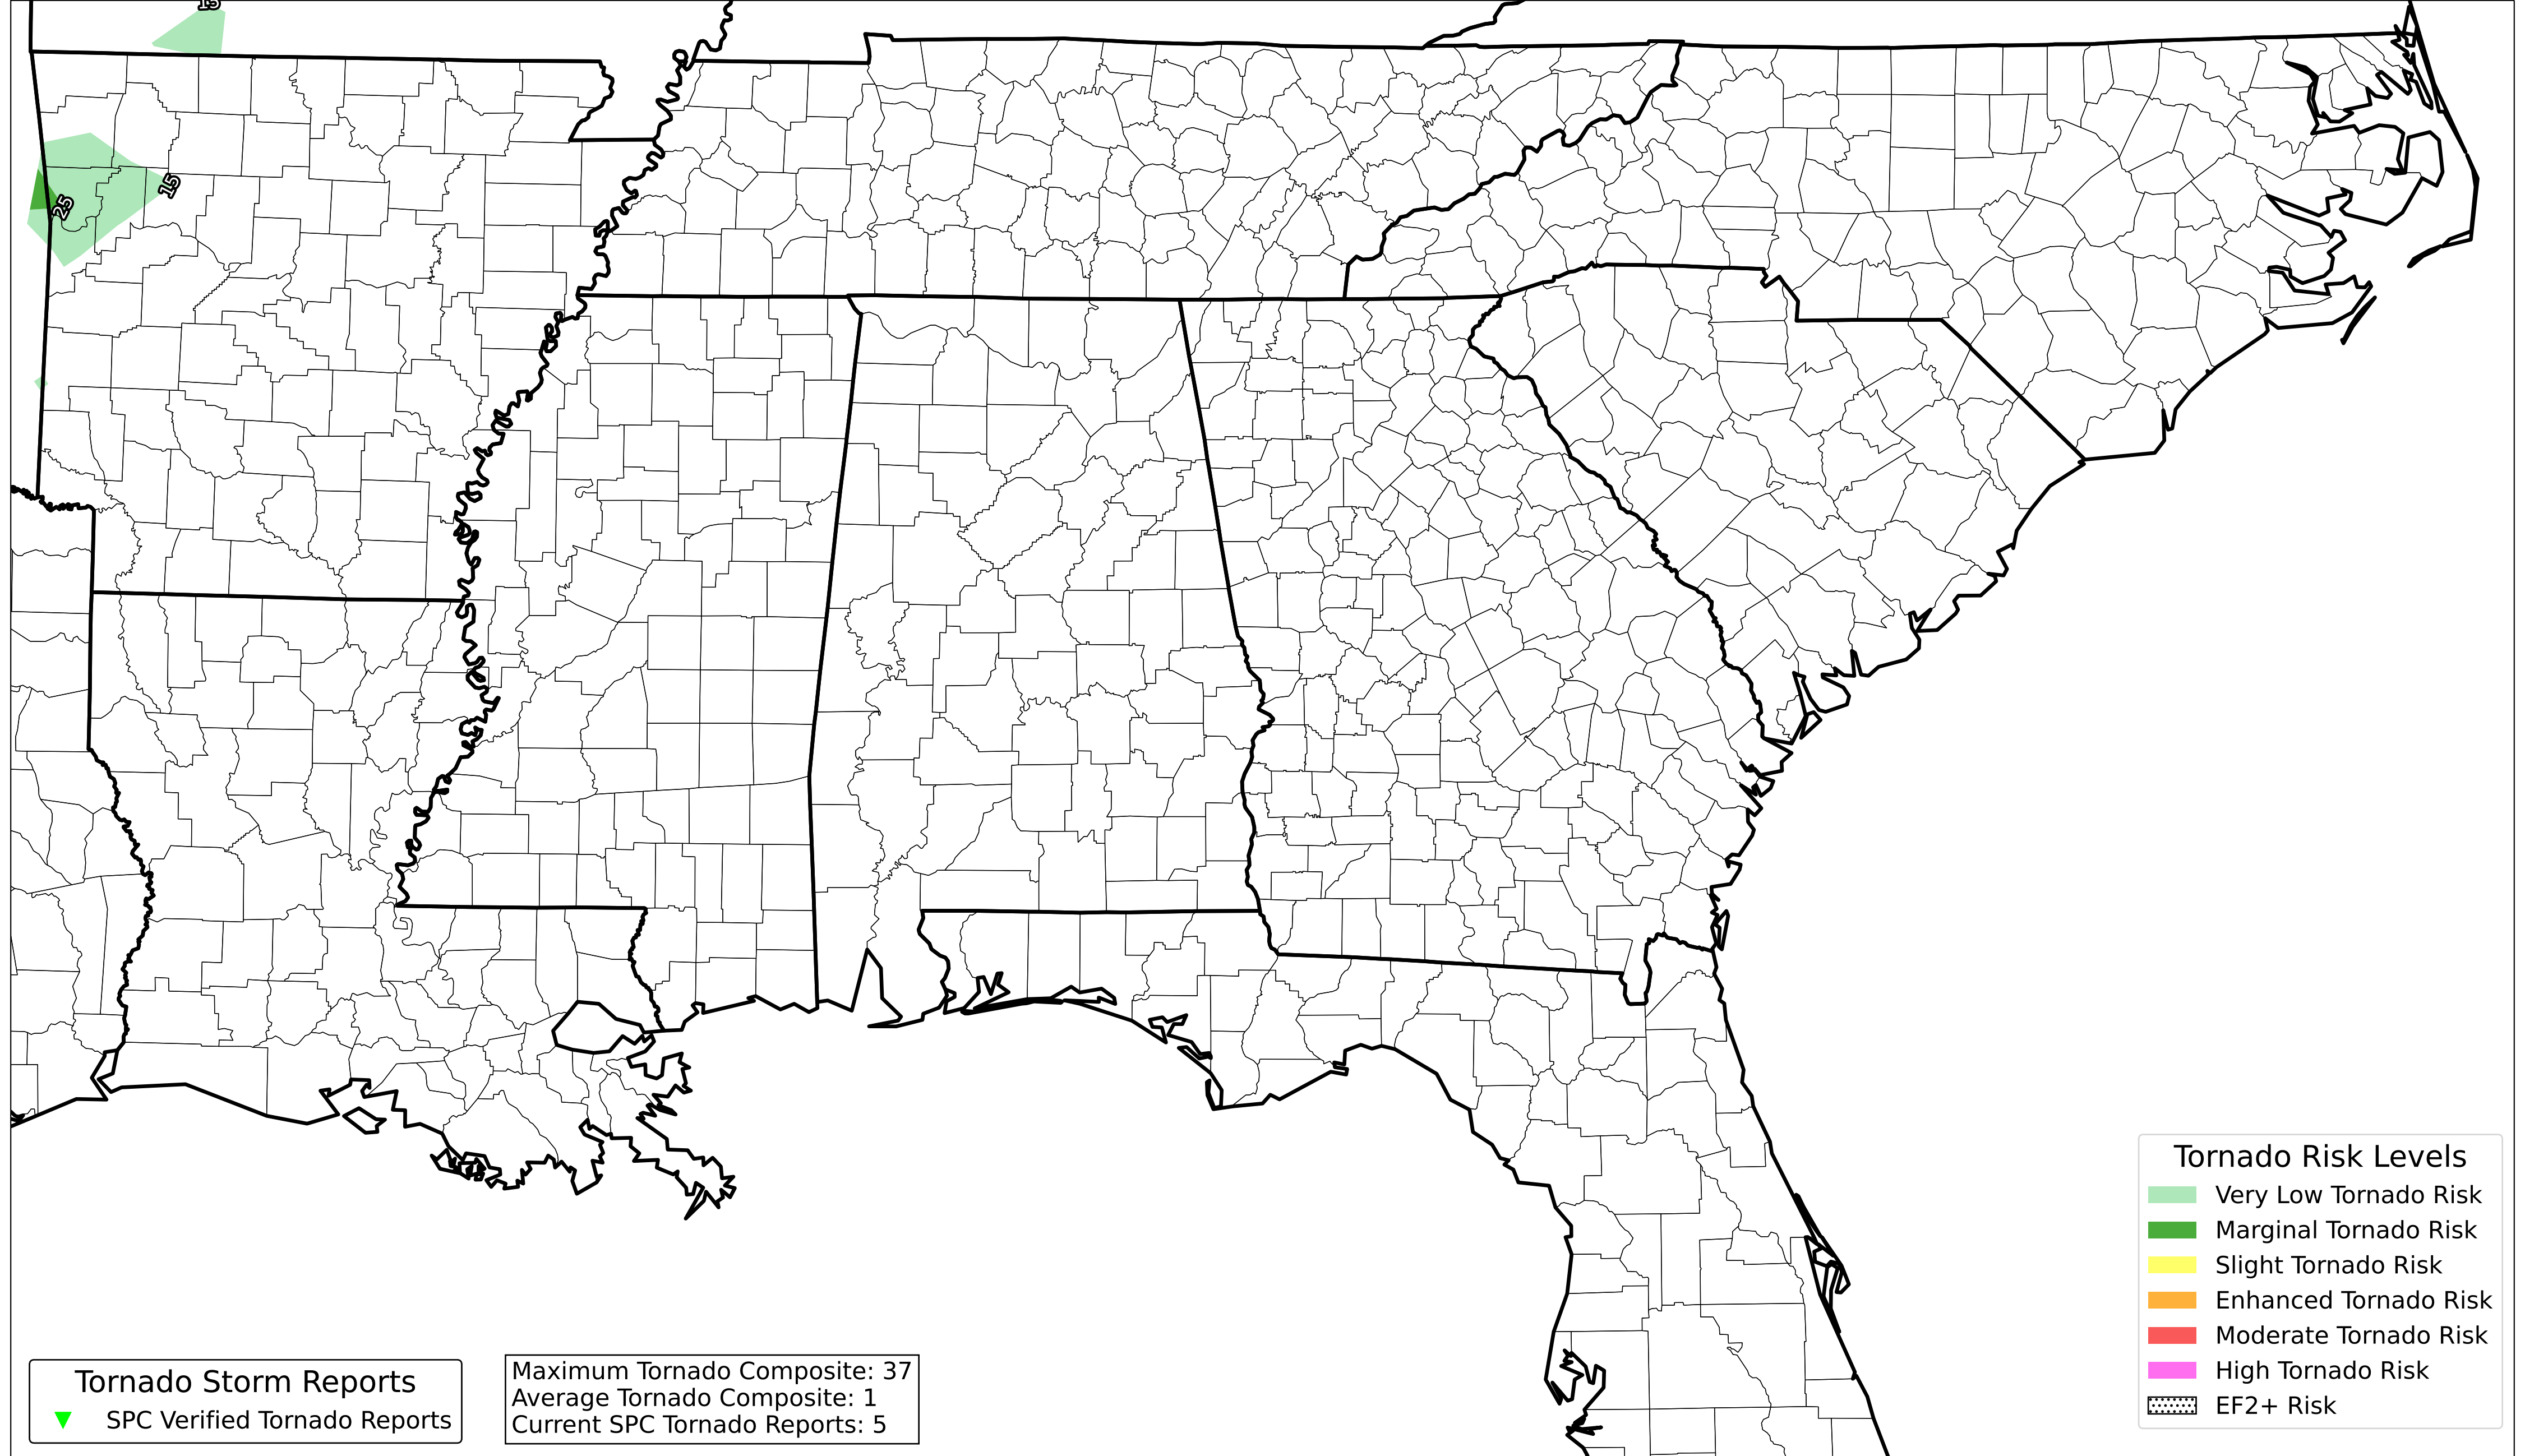 15
15
25
Tornado Risk Levels
Very Low Tornado Risk
Marginal Tornado Risk
Slight Tornado Risk
Enhanced Tornado Risk
Moderate Tornado Risk
High Tornado Risk
EF2+ Risk
Tornado Storm Reports
SPC Verified Tornado Reports
Maximum Tornado Composite: 37
Average Tornado Composite: 1
Current SPC Tornado Reports: 5